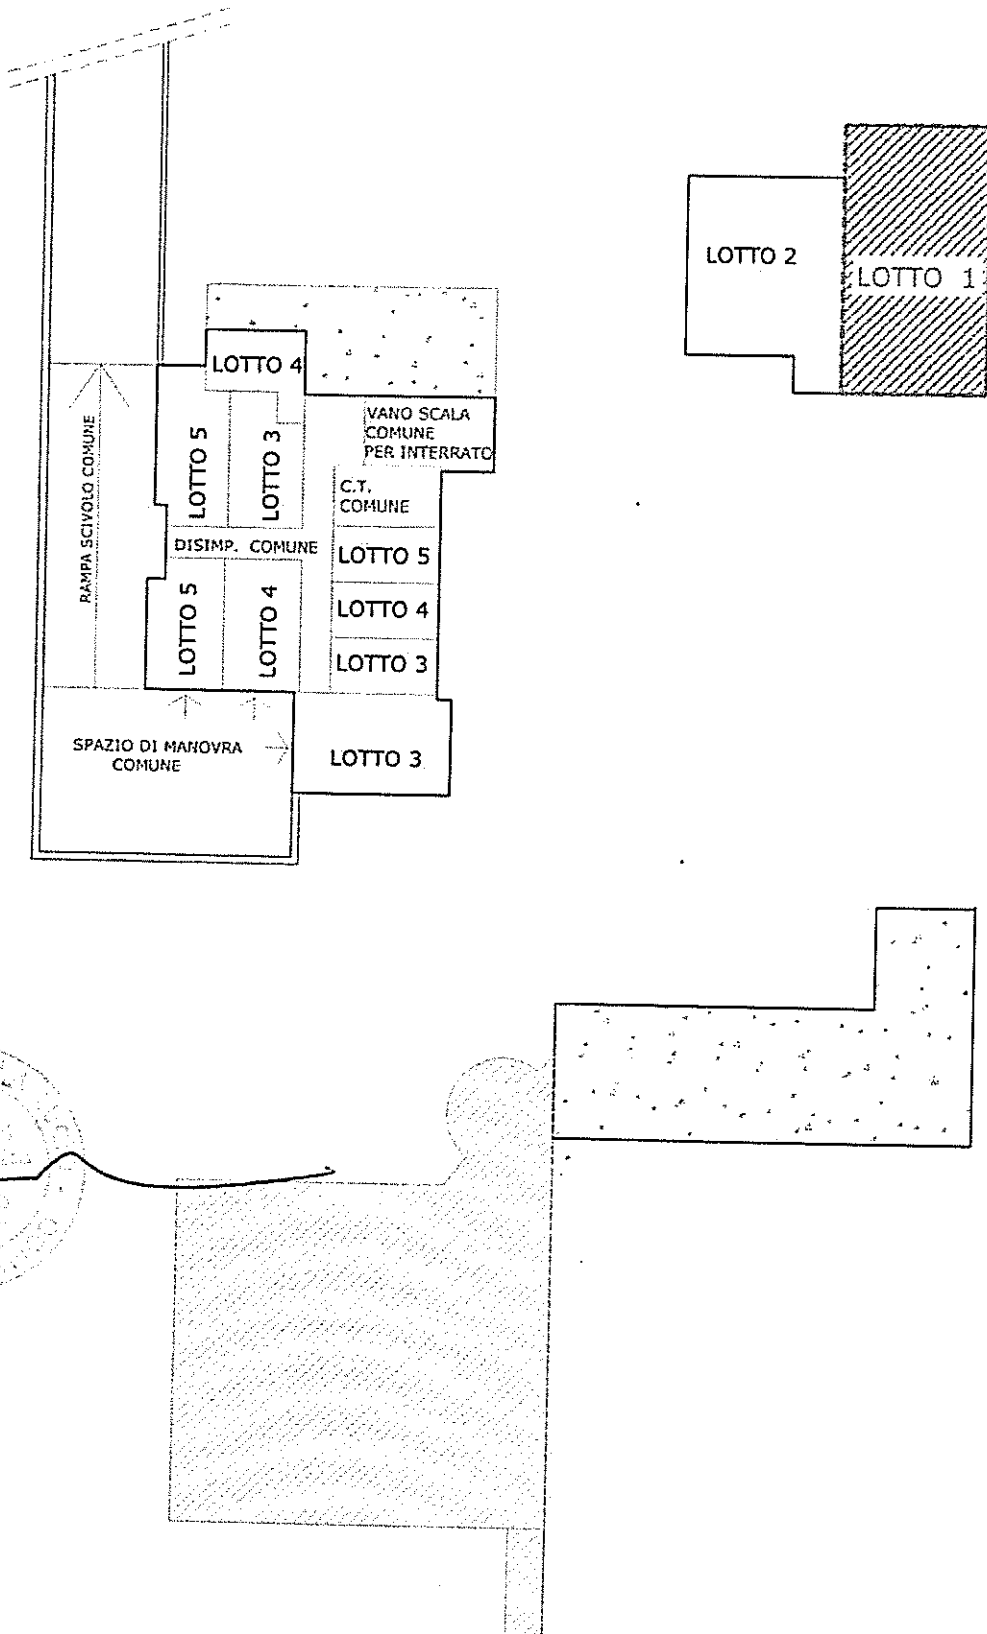 LOTTO 2
LOTTO 1
LOTTO 4
VANO SCALA
COMUNE
PER INTERRATO
LOTTO 5
LOTTO 3
C.T.
COMUNE
RAMPA SCIVOLO COMUNE
DISIMP. COMUNE
LOTTO 5
LOTTO 5
LOTTO 4
LOTTO 4
LOTTO 3
SPAZIO DI MANOVRA
COMUNE
LOTTO 3